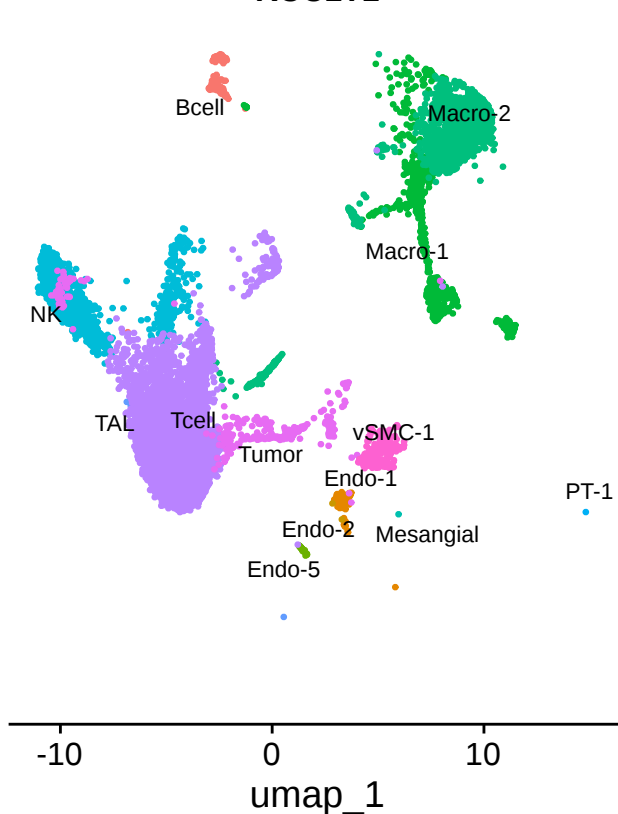 Bcell
Macro-2
Macro-1
NK
TAL
Tcell
Tumor
vSMC-1
Endo-1
PT-1
Endo-2
Mesangial
Endo-5
-10
0
10
umap_1